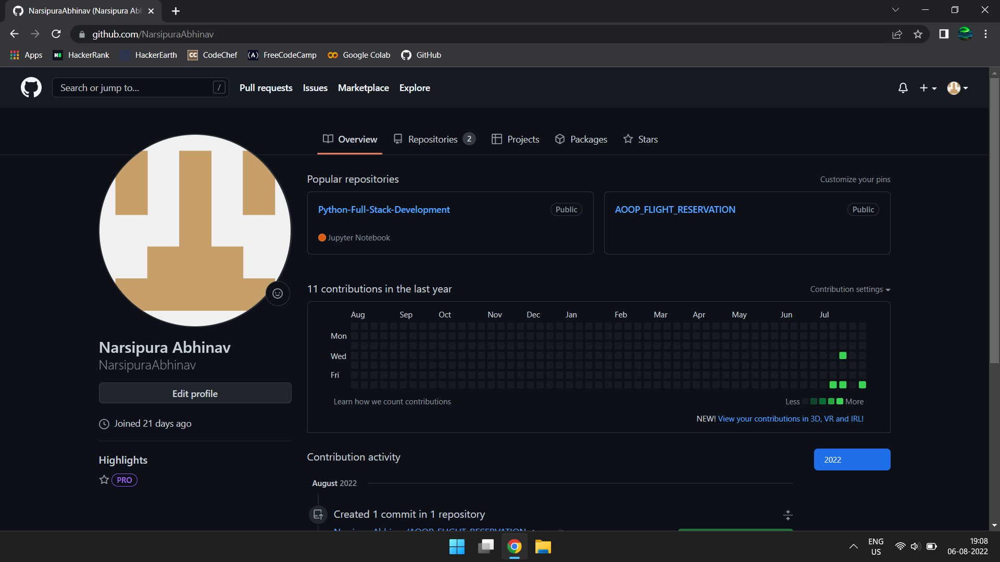 NarsipuraAbhinav (Narsipura Abh
github.com/NarsipuraAbhinav
Apps HackerRank HackerEarth CodeChef FreeCodeCamp Google Colab GitHub
Search or jump to... / Pull requests Issues Marketplace Explore
Overview Repositories 2 Projects Packages Stars
Popular repositories Customize your pins
Python-Full-Stack-Development Public
Jupyter Notebook
AOOP_FLIGHT_RESERVATION Public
11 contributions in the last year Contribution settings
Aug Sep Oct Nov Dec Jan Feb Mar Apr May Jun Jul
Mon
Wed
Fri
Learn how we count contributions Less More
NEW! View your contributions in 3D, VR and IRL!
Narsipura Abhinav
NarsipuraAbhinav
Edit profile
Joined 21 days ago
Highlights
PRO
Contribution activity 2022
August 2022
Created 1 commit in 1 repository
ENG
US
19:08
06-08-2022